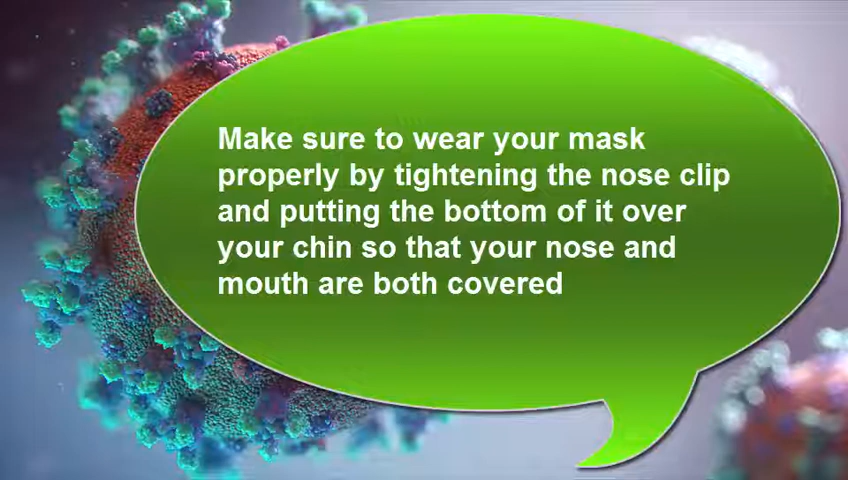 Make sure to wear your mask
properly by tightening the nose clip
and putting the bottom of it over
your chin so that your nose and
mouth are both covered